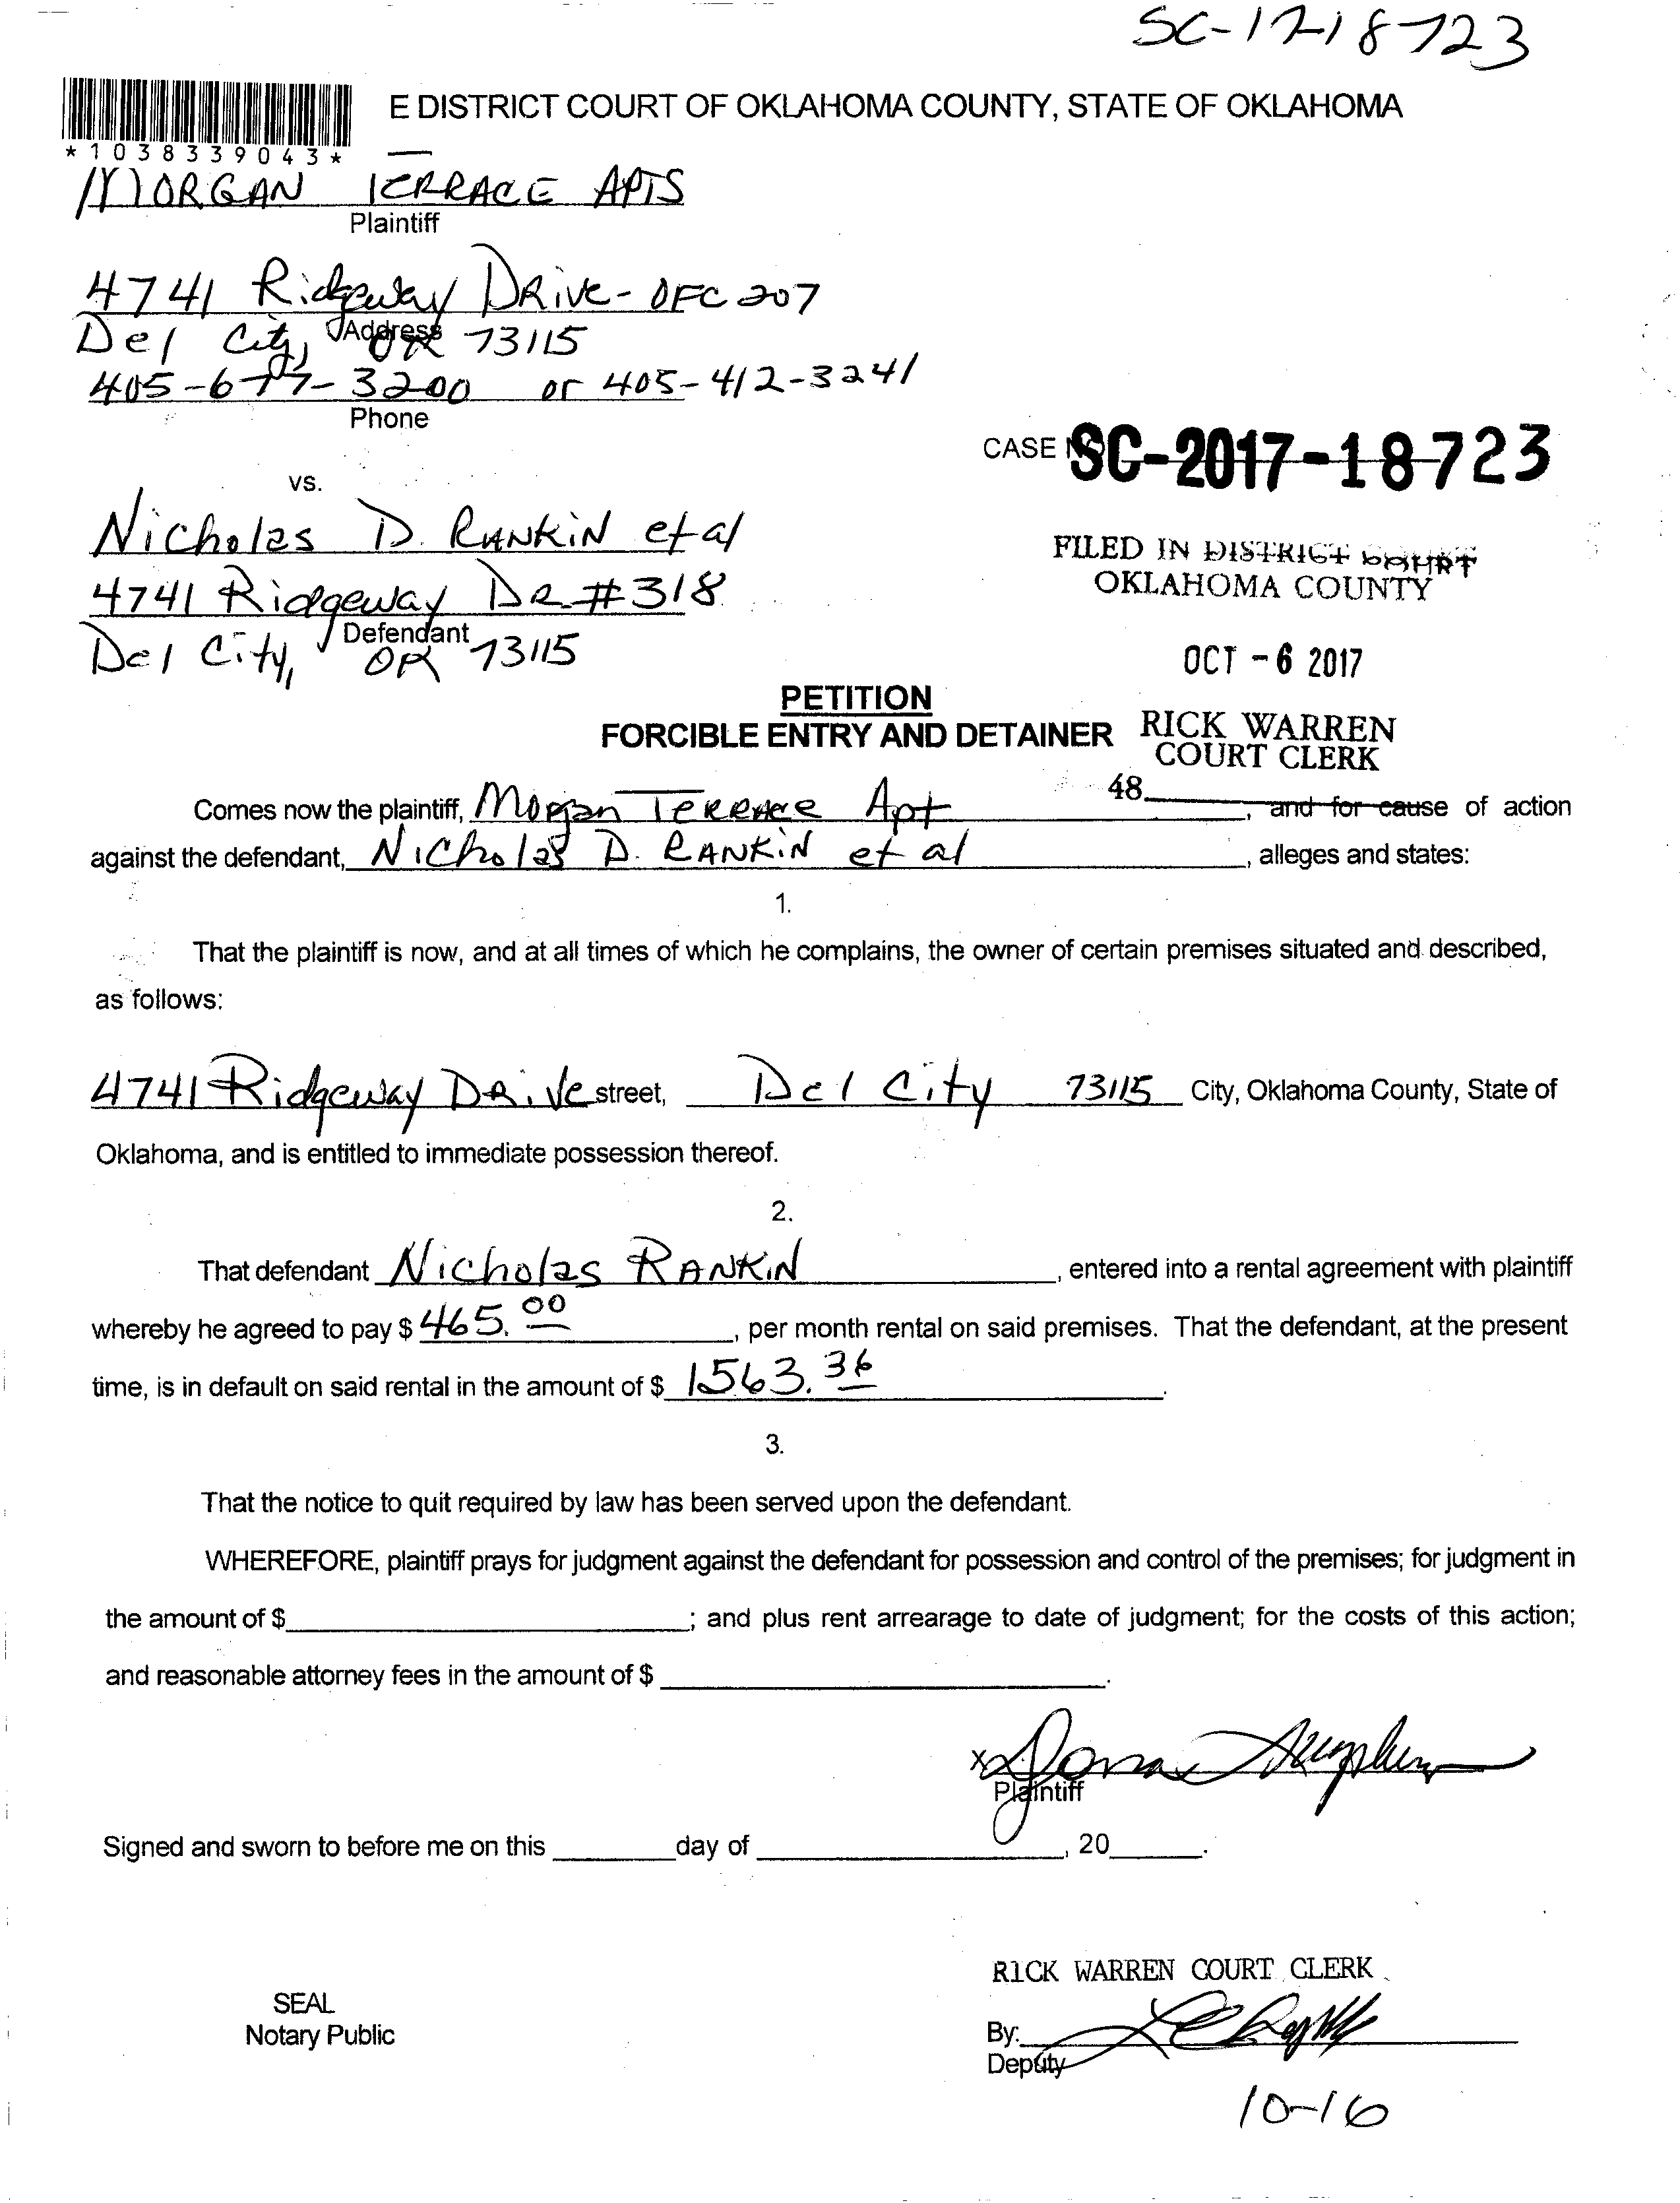 SC-17-18723
E DISTRICT COURT OF OKLAHOMA COUNTY, STATE OF OKLAHOMA
*1038339043*
MORGAN TERRACE APTS
Plaintiff
4741 Ridgeway DRive - OFC 207
Address
Del City, OK 73115
405-677-3200 or 405-412-3241
Phone
CASE NO SC-2017-18723
vs.
Nicholas D. RANKiN et al
4741 Ridgeway DR #318
Defendant
Del City, OK 73115
FILED IN DISTRICT COURT
OKLAHOMA COUNTY
OCT -6 2017
PETITION
FORCIBLE ENTRY AND DETAINER
RICK WARREN
COURT CLERK
48
Comes now the plaintiff, Morgan Terrace Apt, and for cause of action
against the defendant, Nicholas D. RANKiN et al, alleges and states:
1.
That the plaintiff is now, and at all times of which he complains, the owner of certain premises situated and described,
as follows:
4741 Ridgeway DRive street, Del City 73115 City, Oklahoma County, State of
Oklahoma, and is entitled to immediate possession thereof.
2.
That defendant Nicholas RANKiN, entered into a rental agreement with plaintiff
whereby he agreed to pay $ 465.00, per month rental on said premises. That the defendant, at the present
time, is in default on said rental in the amount of $ 1563.36.
3.
That the notice to quit required by law has been served upon the defendant.
WHEREFORE, plaintiff prays for judgment against the defendant for possession and control of the premises; for judgment in
the amount of $ ; and plus rent arrearage to date of judgment; for the costs of this action;
and reasonable attorney fees in the amount of $ .
X
Plaintiff
Signed and sworn to before me on this day of , 20 .
RICK WARREN COURT CLERK
SEAL
Notary Public
By:
Deputy
10-16